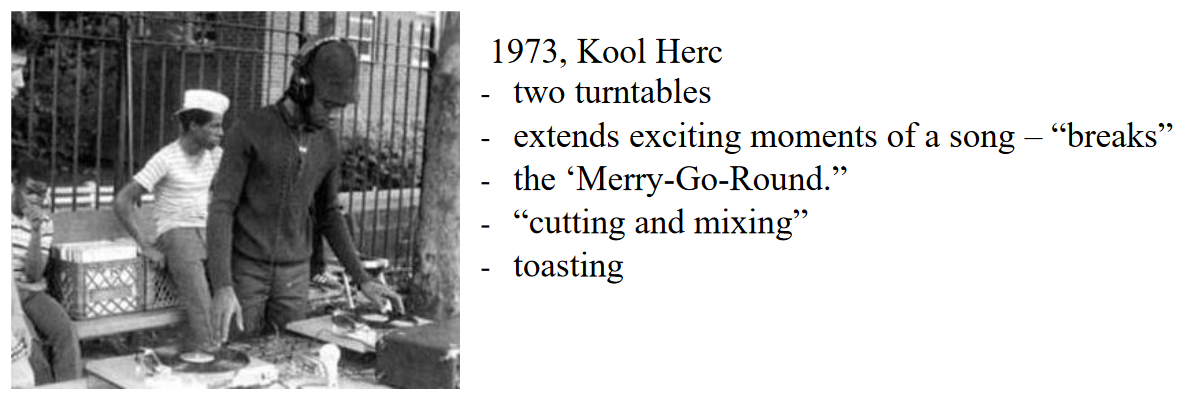 1973, Kool Herc
- two turntables
- extends exciting moments of a song – “breaks”
- the ‘Merry-Go-Round.”
- “cutting and mixing”
- toasting